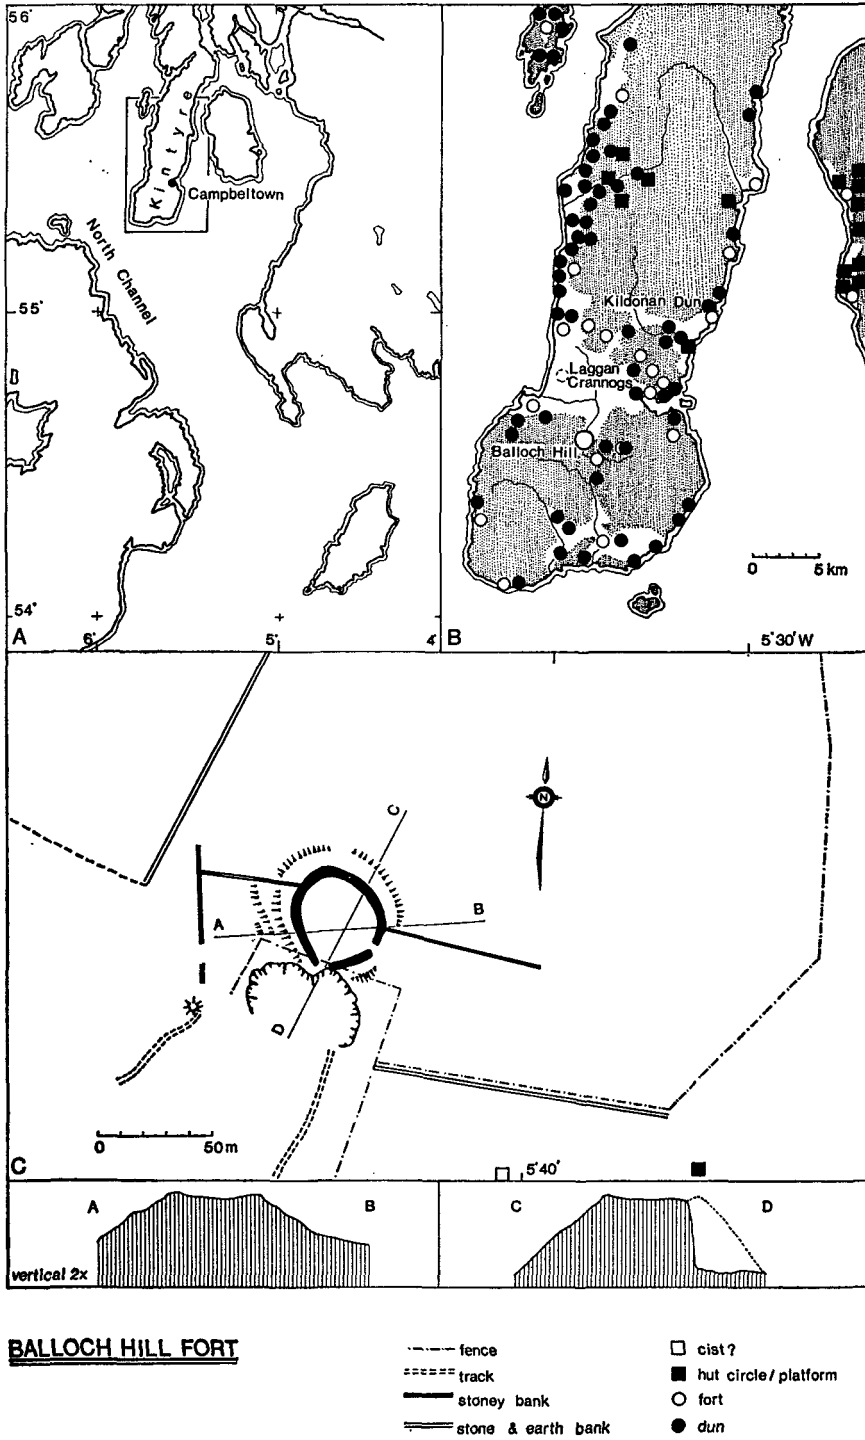 56°
Kintyre
Campbeltown
North Channel
55°
54°
A
6°
5°
4°
Kildonan Dun
Laggan
Crannogs
Balloch Hill
0 5 km
B
5°30'W
C
B
A
D
N
0 50m
C
5°40'
A
B
vertical 2x
C
D
BALLOCH HILL FORT
fence
track
stoney bank
stone & earth bank
cist?
hut circle/platform
fort
dun